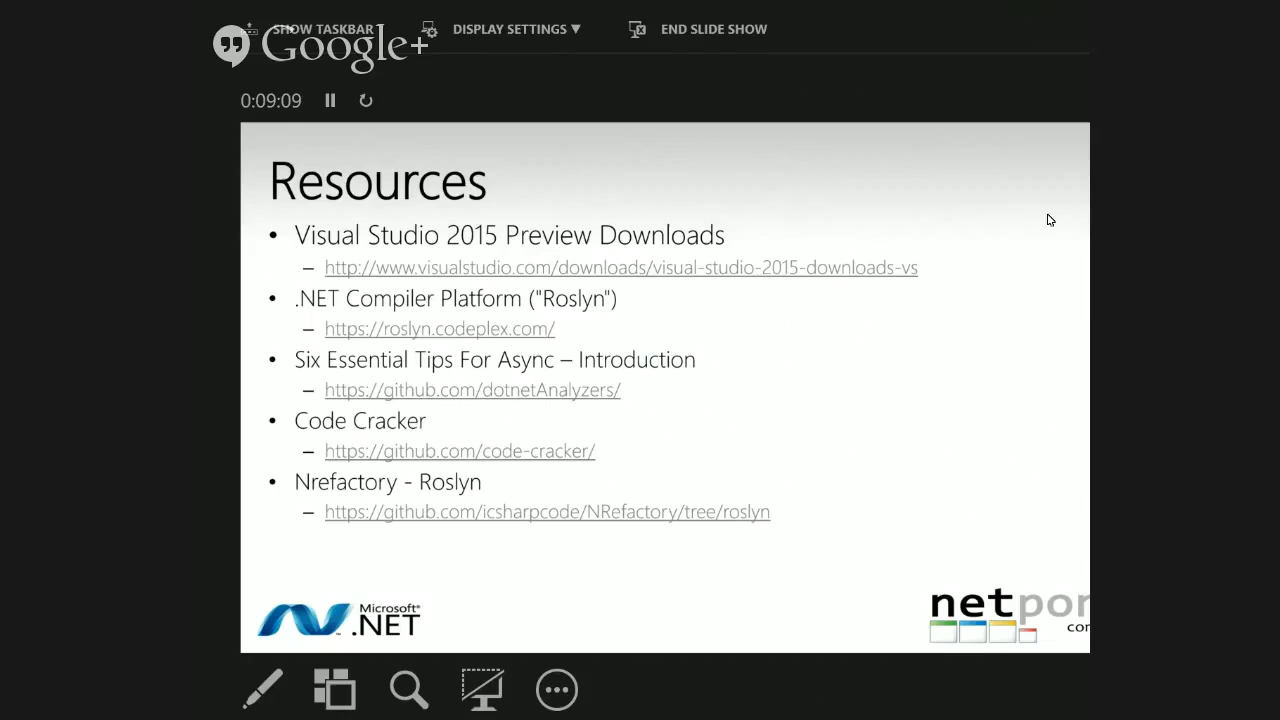 SHOW TASKBAR
DISPLAY SETTINGS ▼
END SLIDE SHOW
Google+
0:09:09
Resources
• Visual Studio 2015 Preview Downloads
– http://www.visualstudio.com/downloads/visual-studio-2015-downloads-vs
• .NET Compiler Platform ("Roslyn")
– https://roslyn.codeplex.com/
• Six Essential Tips For Async – Introduction
– https://github.com/dotnetAnalyzers/
• Code Cracker
– https://github.com/code-cracker/
• Nrefactory - Roslyn
– https://github.com/icsharpcode/NRefactory/tree/roslyn
Microsoft®
.NET
netpon
com